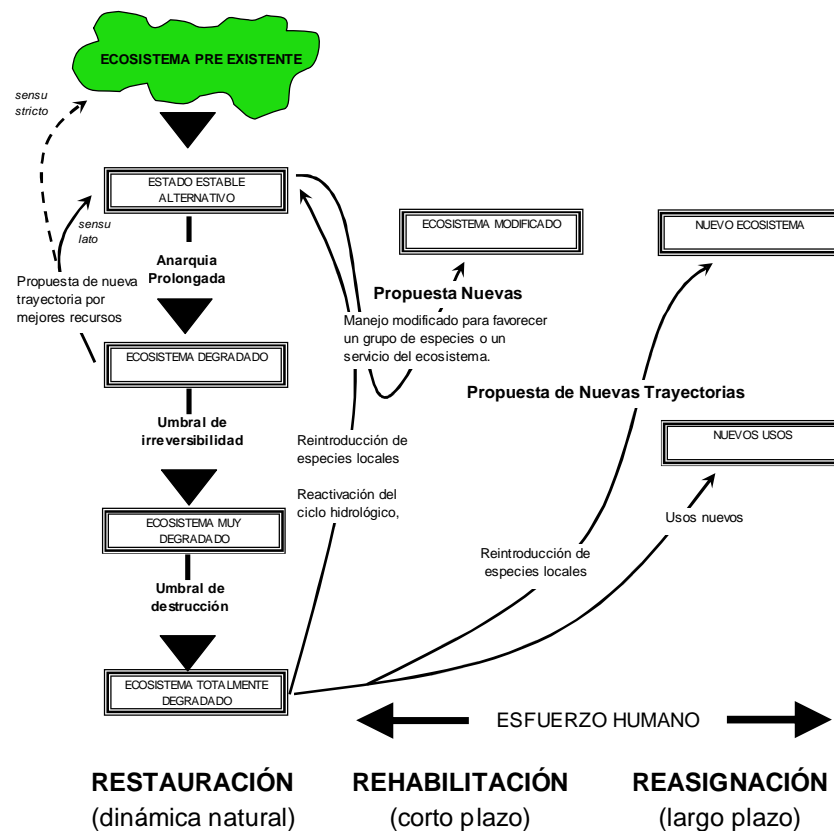 ECOSISTEMA PRE EXISTENTE
sensu
stricto
ESTADO ESTABLE
ALTERNATIVO
sensu
lato
Anarquia
Prolongada
Propuesta de nueva
trayectoria por
mejores recursos
ECOSISTEMA DEGRADADO
Umbral de
irreversibilidad
ECOSISTEMA MUY
DEGRADADO
Umbral de
destrucción
ECOSISTEMA TOTALMENTE
DEGRADADO
ECOSISTEMA MODIFICADO
Propuesta Nuevas
Manejo modificado para favorecer
un grupo de especies o un
servicio del ecosistema.
Reintroducción de
especies locales
Reactivación del
ciclo hidrológico,
NUEVO ECOSISTEMA
Propuesta de Nuevas Trayectorias
NUEVOS USOS
Usos nuevos
Reintroducción de
especies locales
ESFUERZO HUMANO
RESTAURACIÓN
(dinámica natural)
REHABILITACIÓN
(corto plazo)
REASIGNACIÓN
(largo plazo)